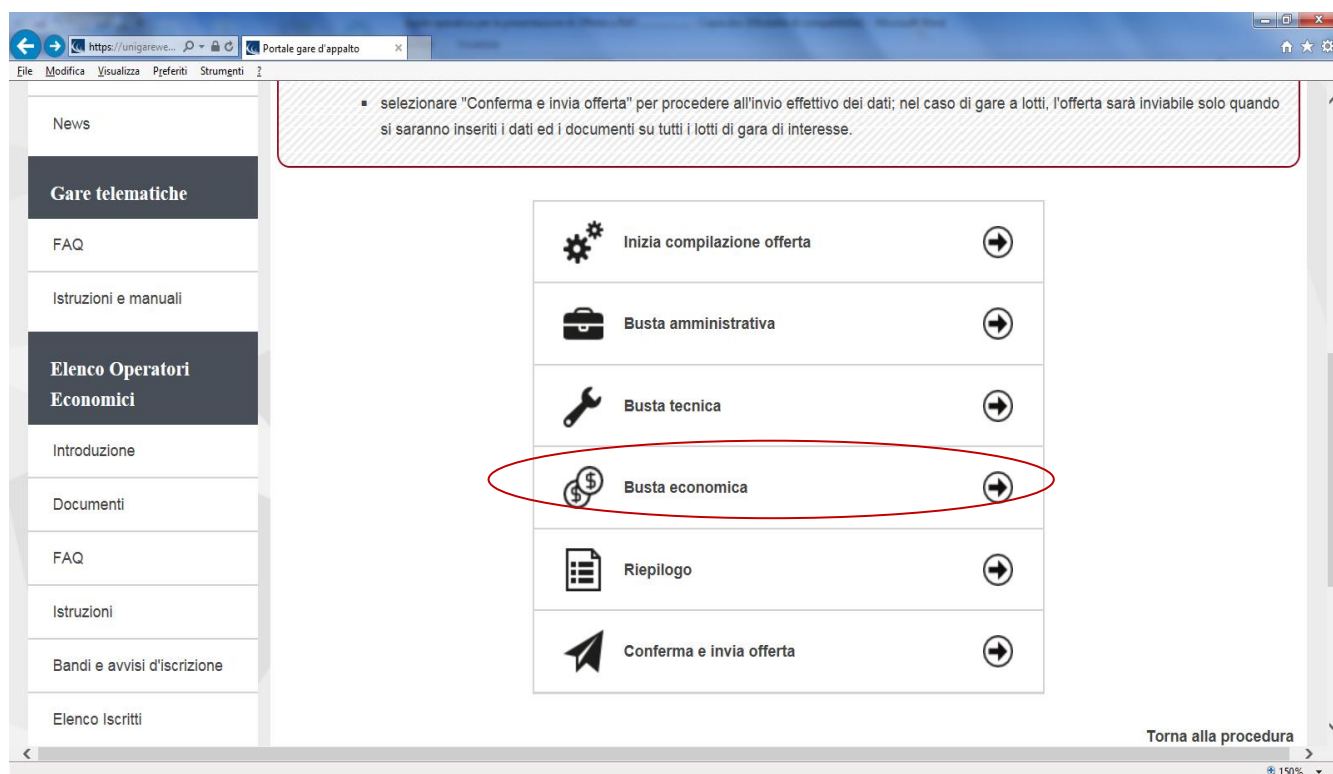 https://unigarewe...
Portale gare d'appalto
File Modifica Visualizza Preferiti Strumenti ?
selezionare "Conferma e invia offerta" per procedere all'invio effettivo dei dati; nel caso di gare a lotti, l'offerta sarà inviabile solo quando
si saranno inseriti i dati ed i documenti su tutti i lotti di gara di interesse.
News
Gare telematiche
FAQ
Istruzioni e manuali
Elenco Operatori
Economici
Introduzione
Documenti
FAQ
Istruzioni
Bandi e avvisi d'iscrizione
Elenco Iscritti
Inizia compilazione offerta
Busta amministrativa
Busta tecnica
Busta economica
Riepilogo
Conferma e invia offerta
Torna alla procedura
150%